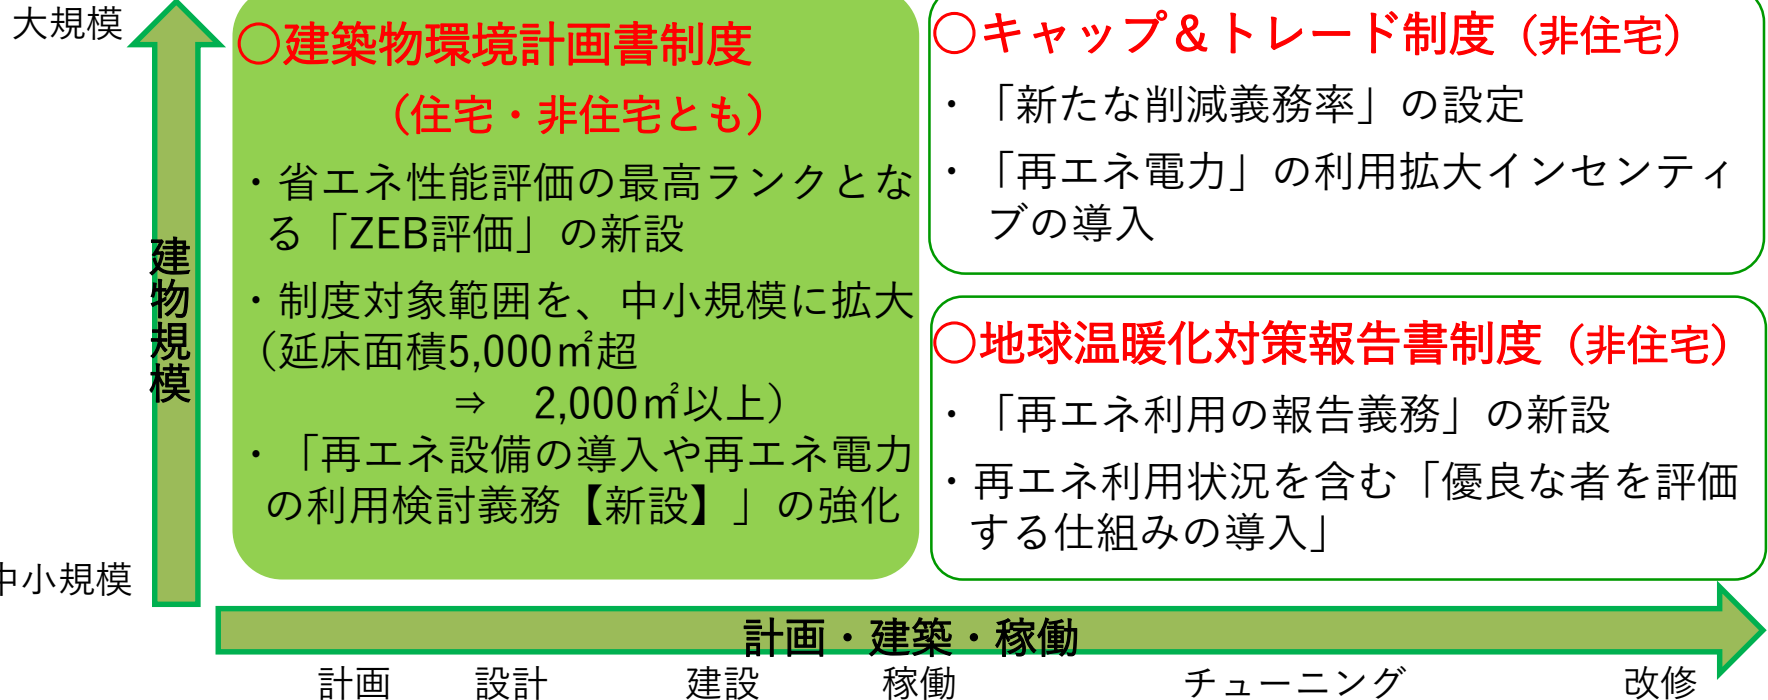 大規模
建物規模
中小規模
○建築物環境計画書制度
（住宅・非住宅とも）
・省エネ性能評価の最高ランクとな
る「ZEB評価」の新設
・制度対象範囲を、中小規模に拡大
（延床面積5,000㎡超
⇒　2,000㎡以上）
・「再エネ設備の導入や再エネ電力
の利用検討義務【新設】」の強化
○キャップ＆トレード制度（非住宅）
・「新たな削減義務率」の設定
・「再エネ電力」の利用拡大インセンティ
ブの導入
○地球温暖化対策報告書制度（非住宅）
・「再エネ利用の報告義務」の新設
・再エネ利用状況を含む「優良な者を評価
する仕組みの導入」
計画・建築・稼働
計画　設計　建設　稼働　チューニング　改修